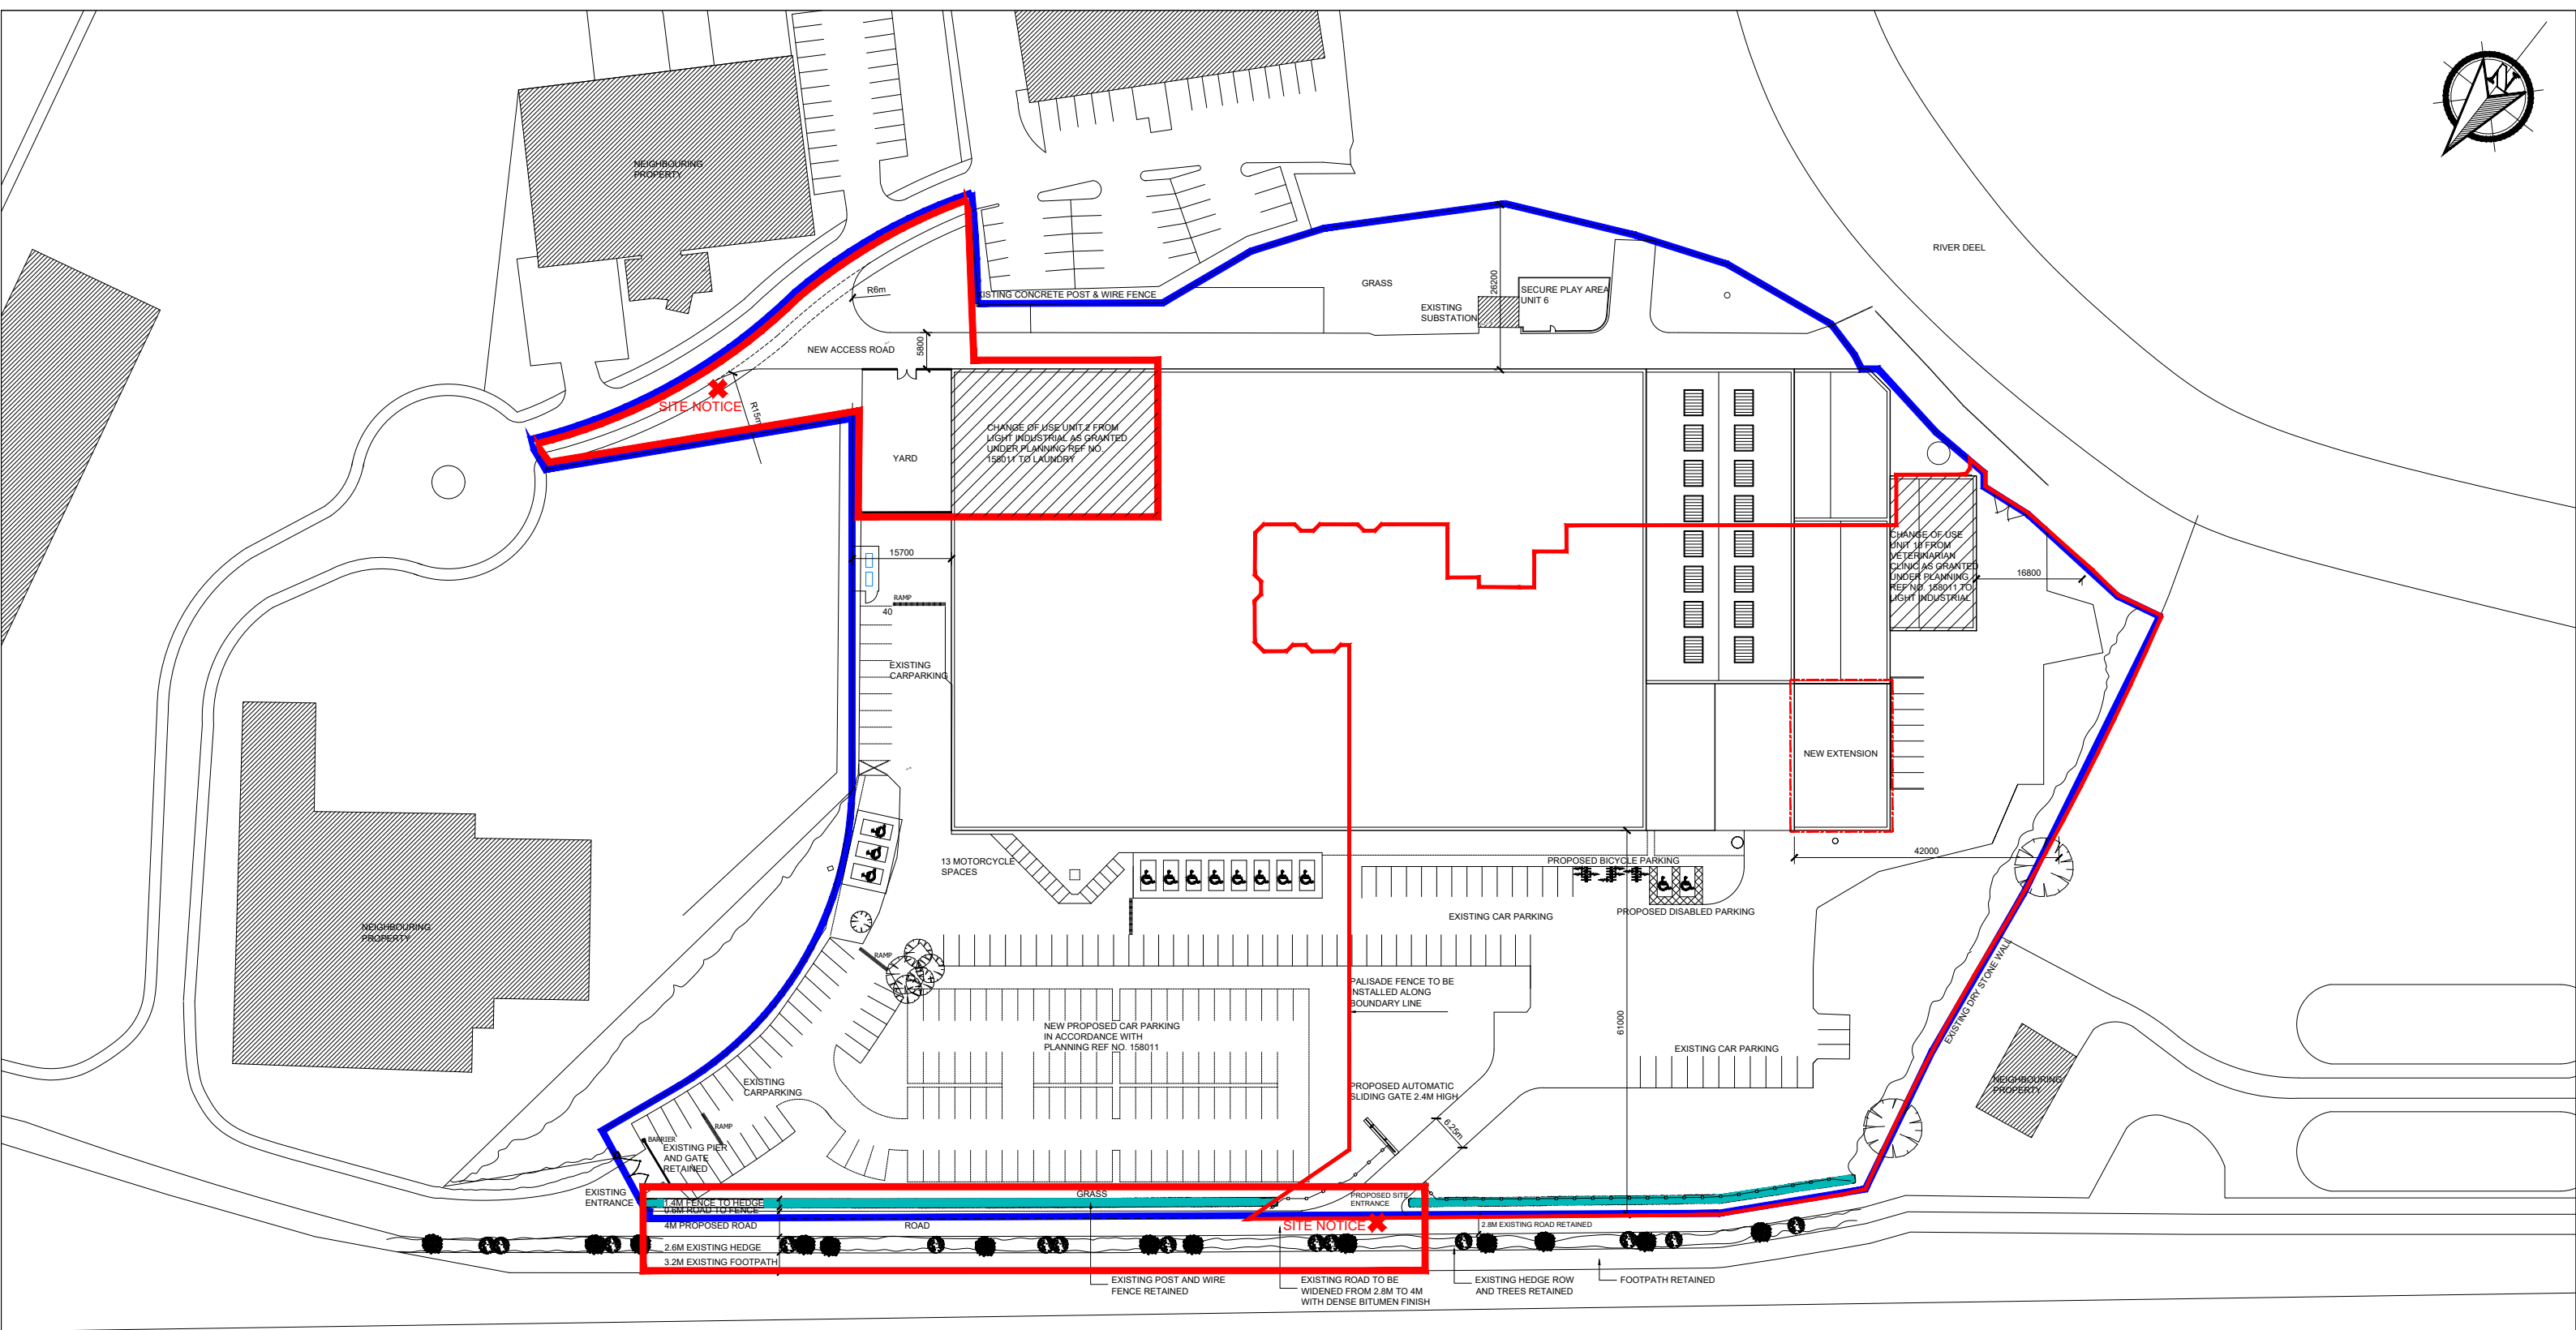 NEIGHBOURING
PROPERTY
RIVER DEEL
GRASS
26200
SECURE PLAY AREA
UNIT 6
EXISTING
SUBSTATION
R6m
ISTING CONCRETE POST & WIRE FENCE
NEW ACCESS ROAD
5800
SITE NOTICE
R15m
CHANGE OF USE UNIT 2 FROM
LIGHT INDUSTRIAL AS GRANTED
UNDER PLANNING REF NO.
158011 TO LAUNDRY
YARD
15700
RAMP
40
CHANGE OF USE
UNIT 10 FROM
VETERINARIAN
CLINIC AS GRANTED
UNDER PLANNING
REF NO. 158011 TO
LIGHT INDUSTRIAL
16800
EXISTING
CARPARKING
NEW EXTENSION
42000
13 MOTORCYCLE
SPACES
PROPOSED BICYCLE PARKING
EXISTING CAR PARKING
PROPOSED DISABLED PARKING
NEIGHBOURING
PROPERTY
RAMP
PALISADE FENCE TO BE
INSTALLED ALONG
BOUNDARY LINE
61000
NEW PROPOSED CAR PARKING
IN ACCORDANCE WITH
PLANNING REF NO. 158011
EXISTING CAR PARKING
EXISTING DRY STONE WALL
NEIGHBOURING
PROPERTY
EXISTING
CARPARKING
PROPOSED AUTOMATIC
SLIDING GATE 2.4M HIGH
6.25m
RAMP
BARRIER
EXISTING PIER
AND GATE
RETAINED
EXISTING
ENTRANCE
GRASS
PROPOSED SITE
ENTRANCE
1.4M FENCE TO HEDGE
0.6M ROAD TO FENCE
4M PROPOSED ROAD
ROAD
SITE NOTICE
2.8M EXISTING ROAD RETAINED
2.6M EXISTING HEDGE
3.2M EXISTING FOOTPATH
EXISTING POST AND WIRE
FENCE RETAINED
EXISTING ROAD TO BE
WIDENED FROM 2.8M TO 4M
WITH DENSE BITUMEN FINISH
EXISTING HEDGE ROW
AND TREES RETAINED
FOOTPATH RETAINED